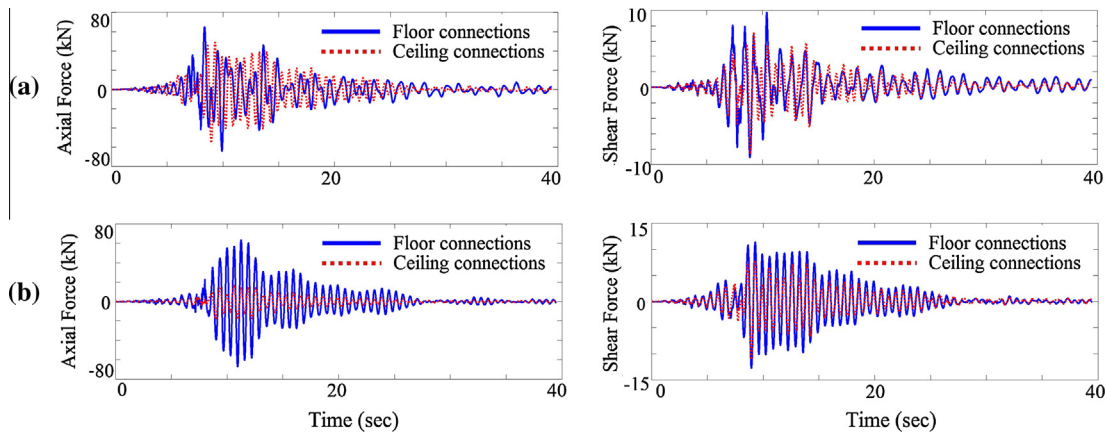 (a)
Axial Force (kN)
80
0
-80
0 20 40
Floor connections
Ceiling connections
Shear Force (kN)
10
0
-10
0 20 40
Floor connections
Ceiling connections
(b)
Axial Force (kN)
80
0
-80
0 20 40
Floor connections
Ceiling connections
Time (sec)
Shear Force (kN)
15
0
-15
0 20 40
Floor connections
Ceiling connections
Time (sec)